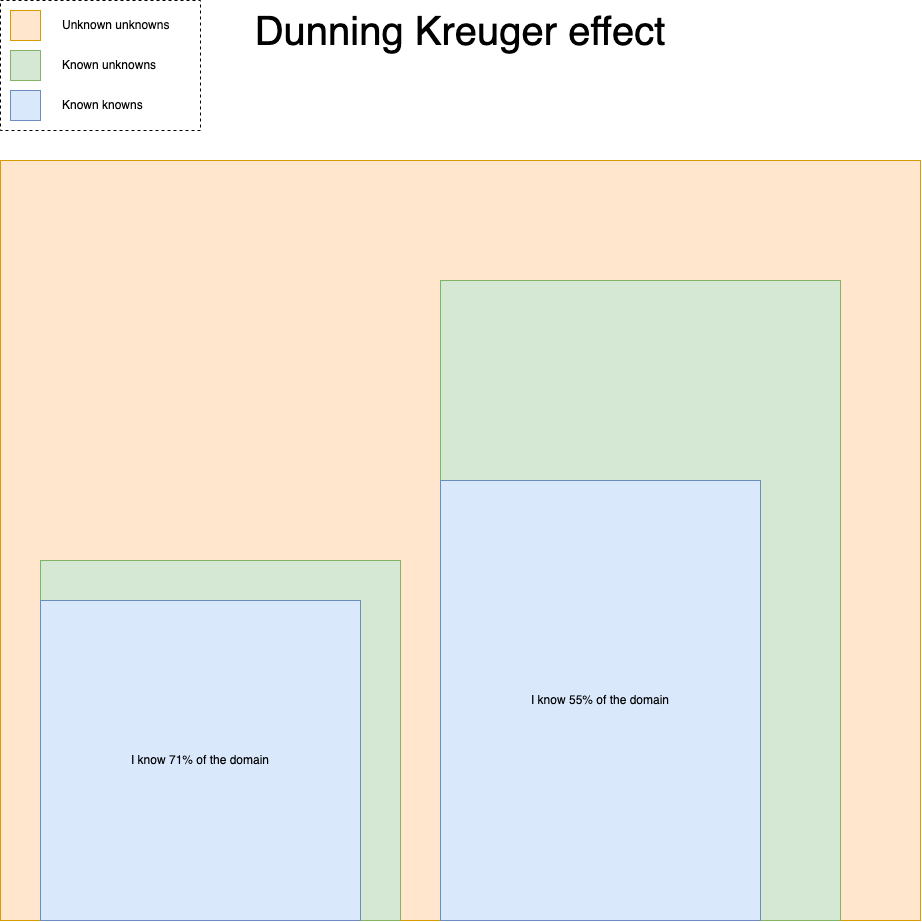 Unknown unknowns
Dunning Kreuger effect
Known unknowns
Known knowns
I know 55% of the domain
I know 71% of the domain